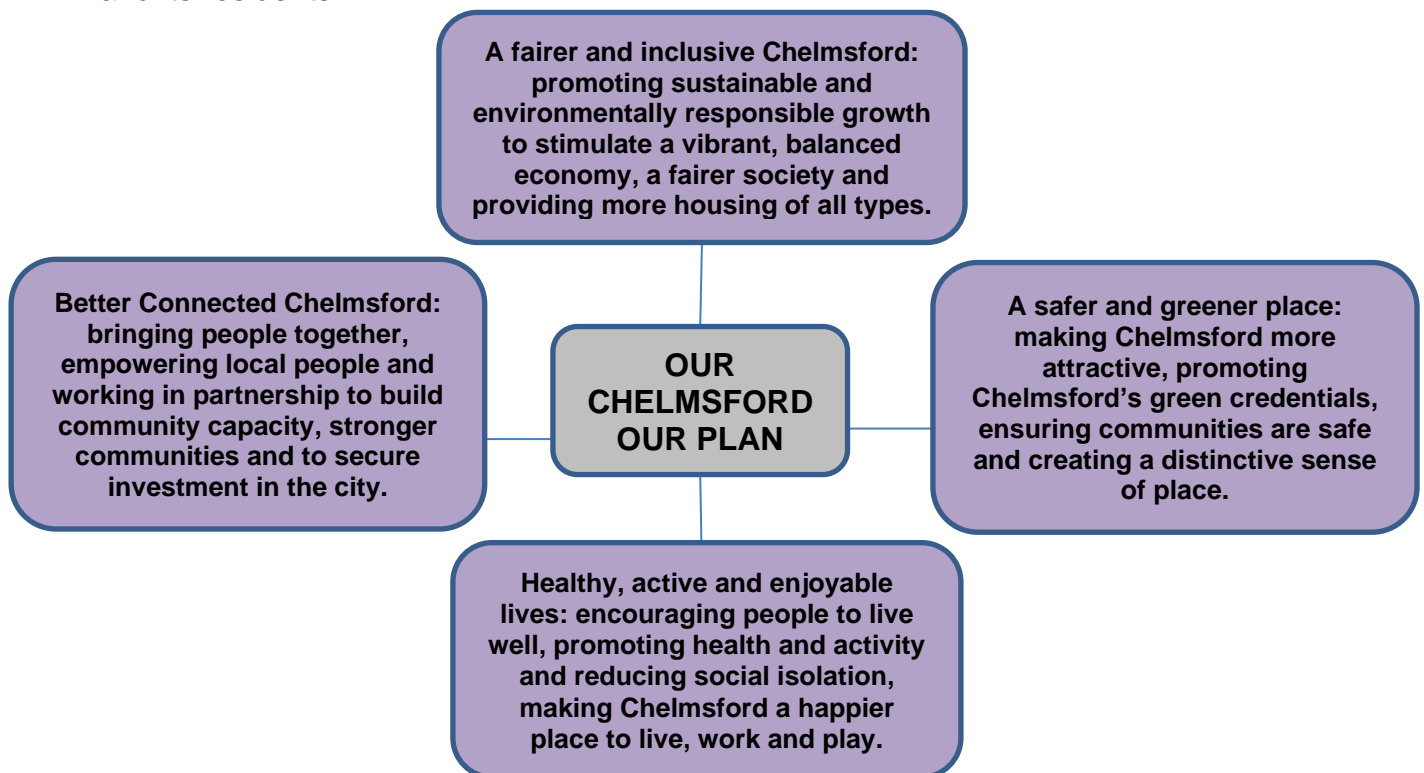 A fairer and inclusive Chelmsford:
promoting sustainable and
environmentally responsible growth
to stimulate a vibrant, balanced
economy, a fairer society and
providing more housing of all types.
Better Connected Chelmsford:
bringing people together,
empowering local people and
working in partnership to build
community capacity, stronger
communities and to secure
investment in the city.
OUR
CHELMSFORD
OUR PLAN
A safer and greener place:
making Chelmsford more
attractive, promoting
Chelmsford’s green credentials,
ensuring communities are safe
and creating a distinctive sense
of place.
Healthy, active and enjoyable
lives: encouraging people to live
well, promoting health and activity
and reducing social isolation,
making Chelmsford a happier
place to live, work and play.